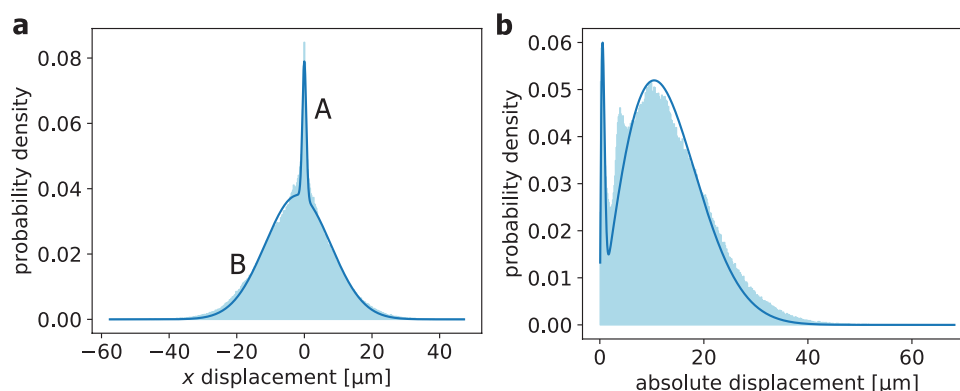 a
0.08
0.06
0.04
0.02
0.00
probability density
A
B
−60 −40 −20 0 20 40
x displacement [µm]
b
0.06
0.05
0.04
0.03
0.02
0.01
0.00
probability density
0 20 40 60
absolute displacement [µm]